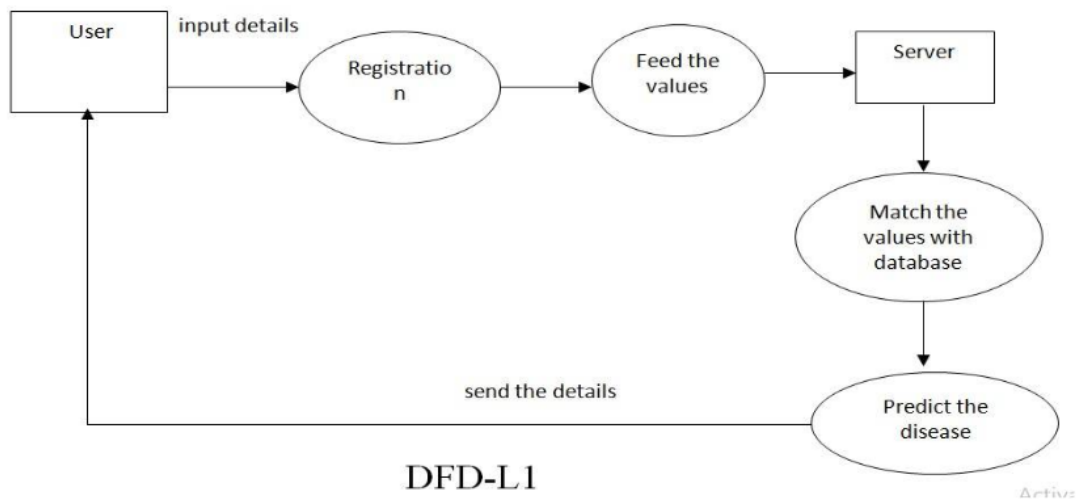 User
input details
Registratio
n
Feed the
values
Server
Match the
values with
database
Predict the
disease
send the details
DFD-L1
Activa